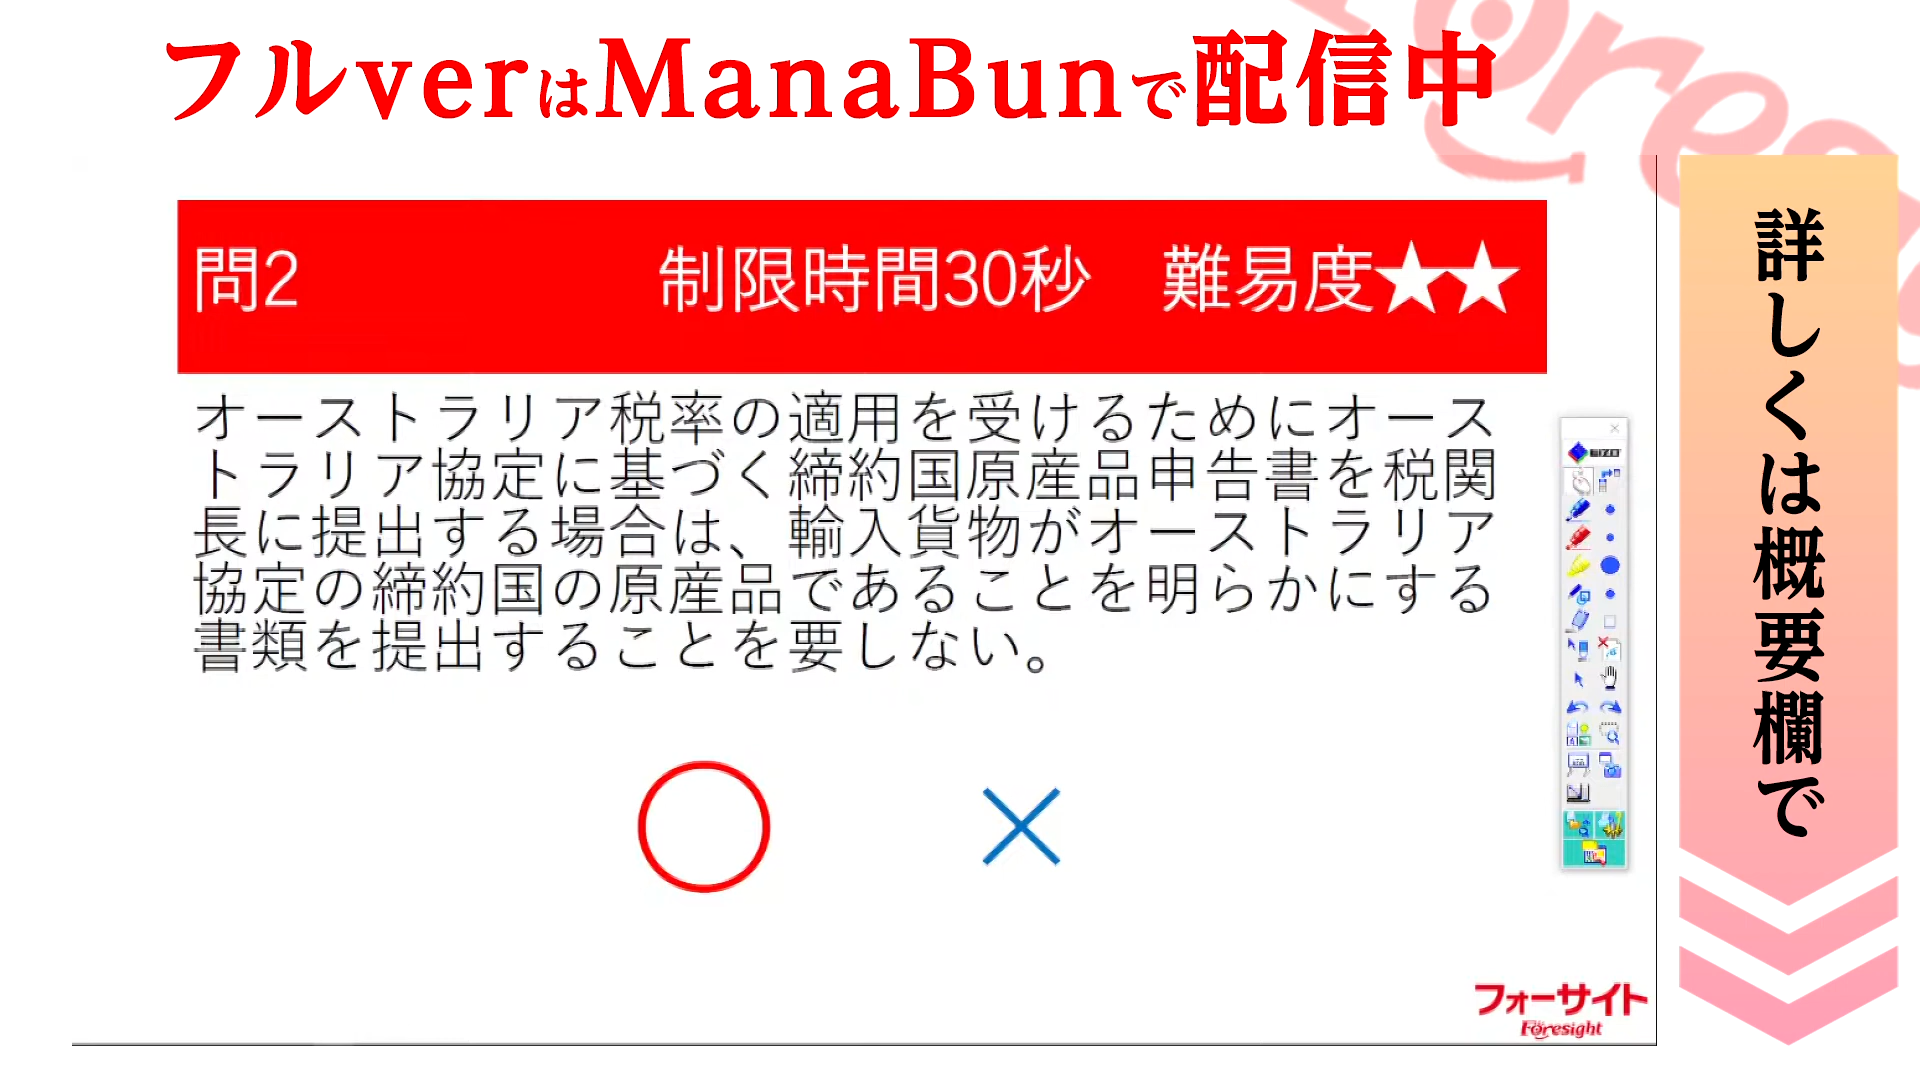 フルverはManaBunで配信中
問2 制限時間30秒 難易度★★
オーストラリア税率の適用を受けるためにオース
トラリア協定に基づく締約国原産品申告書を税関
長に提出する場合は、輸入貨物がオーストラリア
協定の締約国の原産品であることを明らかにする
書類を提出することを要しない。
詳しくは概要欄で
フォーサイト
Foresight